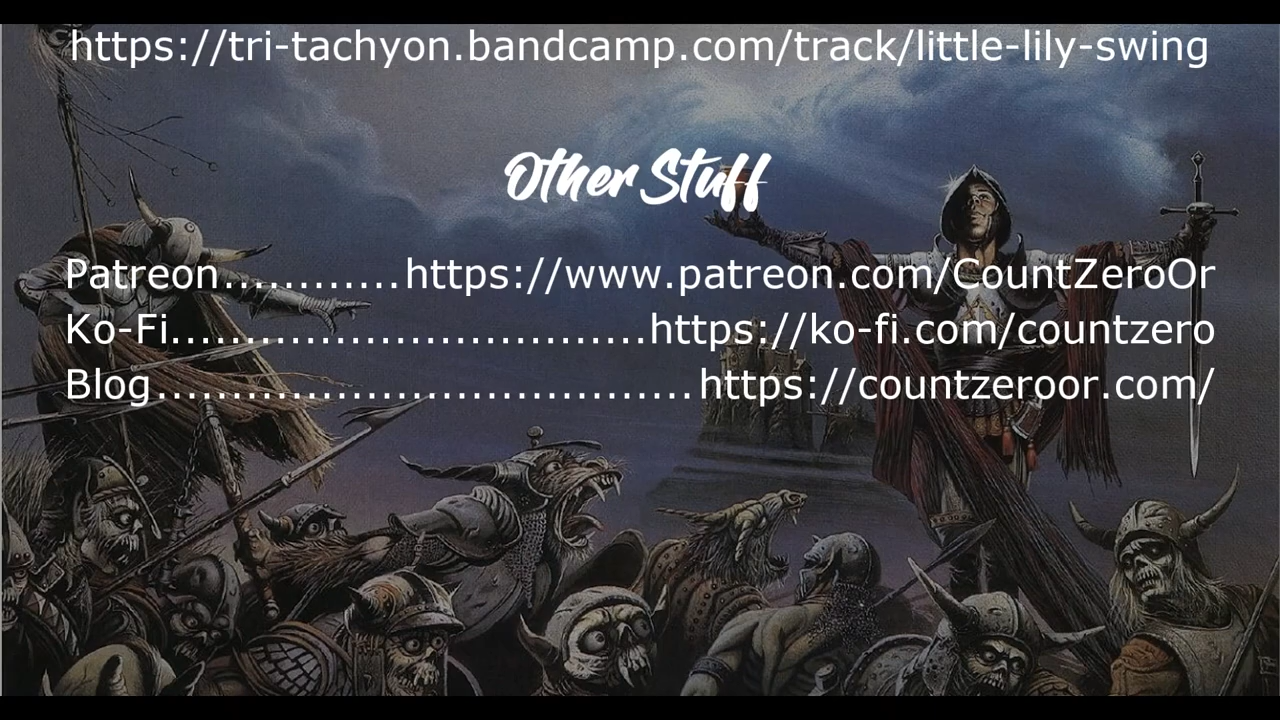 https://tri-tachyon.bandcamp.com/track/little-lily-swing
Other Stuff
Patreon............https://www.patreon.com/CountZeroOr
Ko-Fi................................https://ko-fi.com/countzero
Blog....................................https://countzeroor.com/